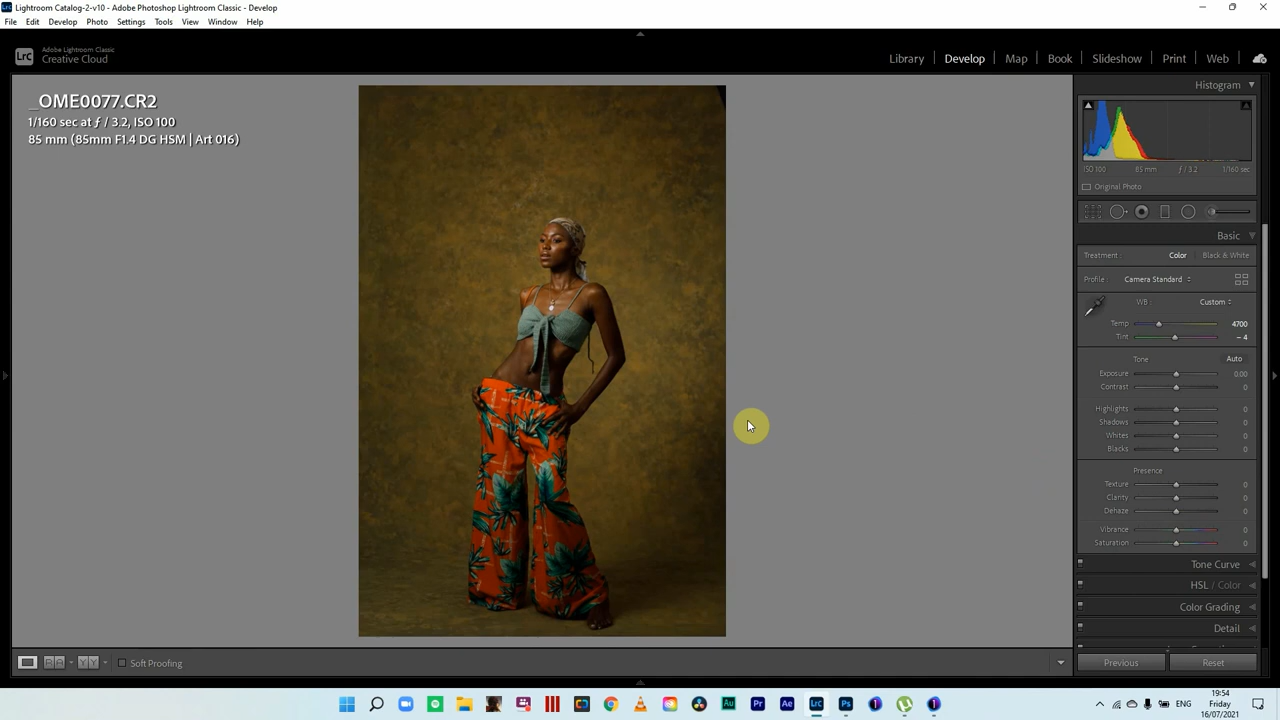 Lightroom Catalog-2-v10 - Adobe Photoshop Lightroom Classic - Develop
File Edit Develop Photo Settings Tools View Window Help
Lrc
Adobe Lightroom Classic
Creative Cloud
Library | Develop | Map | Book | Slideshow | Print | Web
_OME0077.CR2
1/160 sec at ƒ / 3.2, ISO 100
85 mm (85mm F1.4 DG HSM | Art 016)
Histogram
ISO 100 85 mm ƒ / 3.2 1/160 sec
Original Photo
Basic
Treatment : Color Black & White
Profile : Camera Standard
WB : Custom
Temp 4700
Tint – 4
Tone Auto
Exposure 0.00
Contrast 0
Highlights 0
Shadows 0
Whites 0
Blacks 0
Presence
Texture 0
Clarity 0
Dehaze 0
Vibrance 0
Saturation 0
Tone Curve
HSL / Color
Color Grading
Detail
Previous Reset
R A Y Y Soft Proofing
Au Pr Ae Lrc Ps
ENG
19:54
Friday
16/07/2021